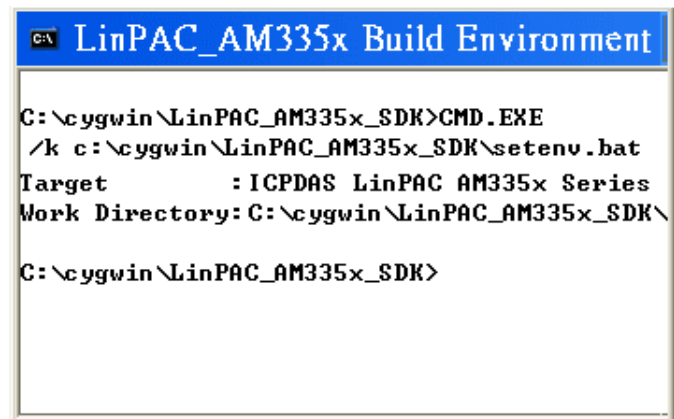 LinPAC_AM335x Build Environment
C:\cygwin\LinPAC_AM335x_SDK>CMD.EXE
/k c:\cygwin\LinPAC_AM335x_SDK\setenv.bat
Target :ICPDAS LinPAC AM335x Series
Work Directory:C:\cygwin\LinPAC_AM335x_SDK\
C:\cygwin\LinPAC_AM335x_SDK>